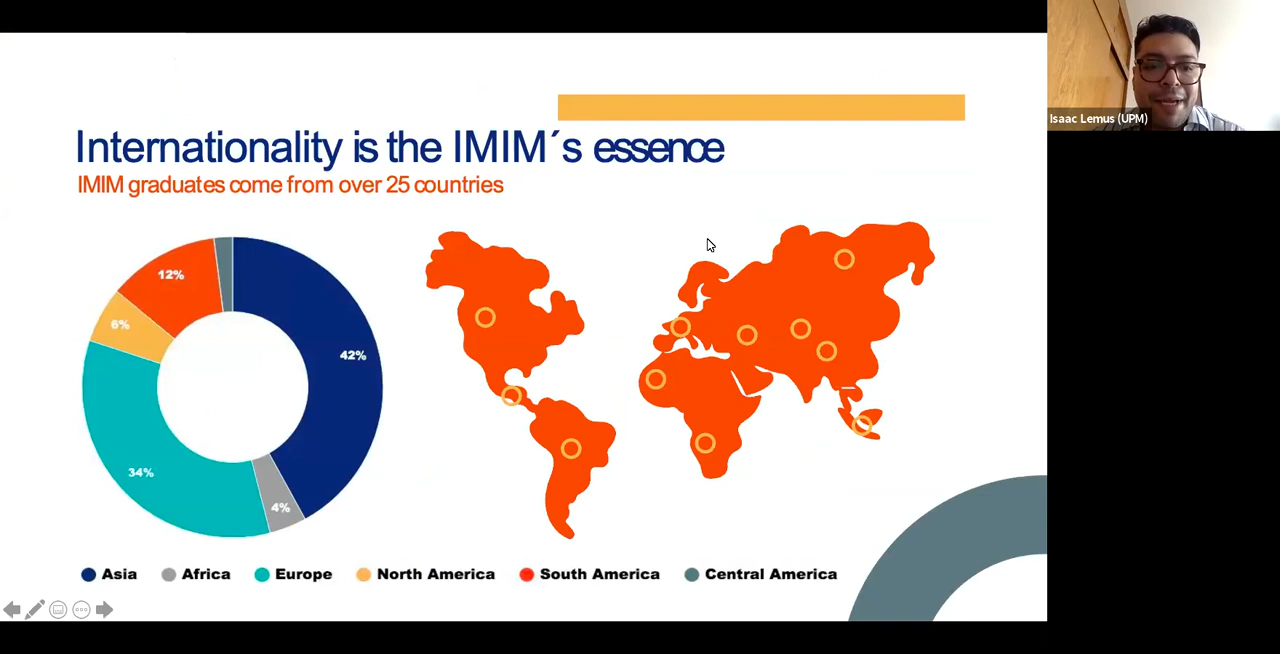 Internationality is the IMIM´s essence
IMIM graduates come from over 25 countries
Isaac Lemus (UPM)
12%
6%
42%
34%
4%
Asia
Africa
Europe
North America
South America
Central America